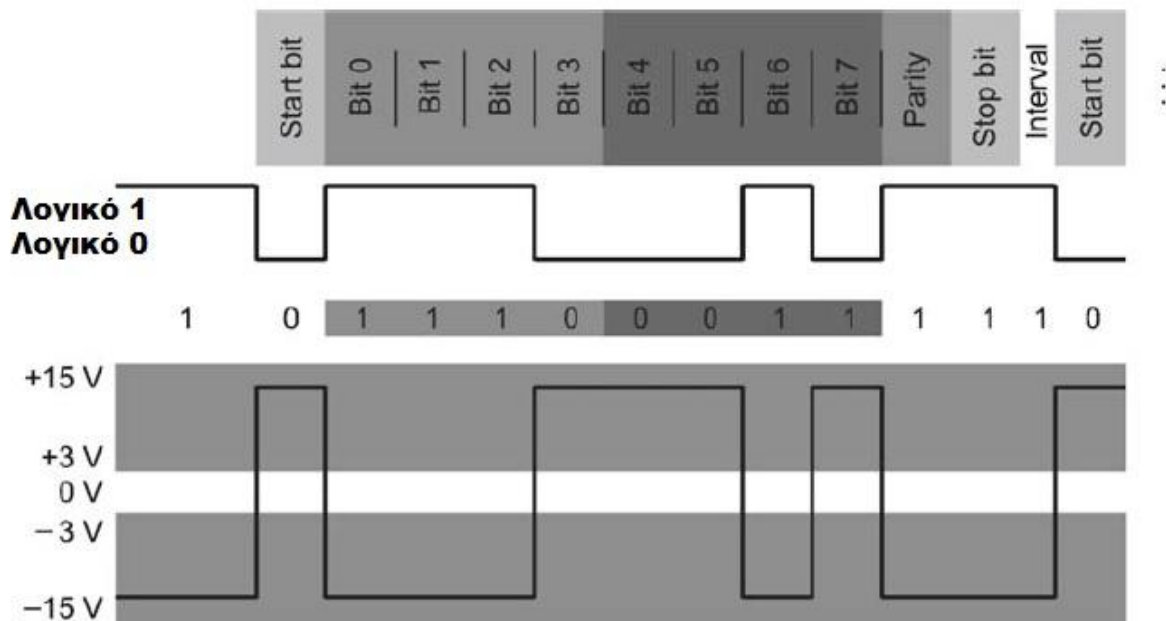 Start bit
Bit 0
Bit 1
Bit 2
Bit 3
Bit 4
Bit 5
Bit 6
Bit 7
Parity
Stop bit
Interval
Start bit
Λογικό 1
Λογικό 0
1 0 1 1 1 0 0 0 1 1 1 1 1 0
+15 V
+3 V
0 V
−3 V
−15 V